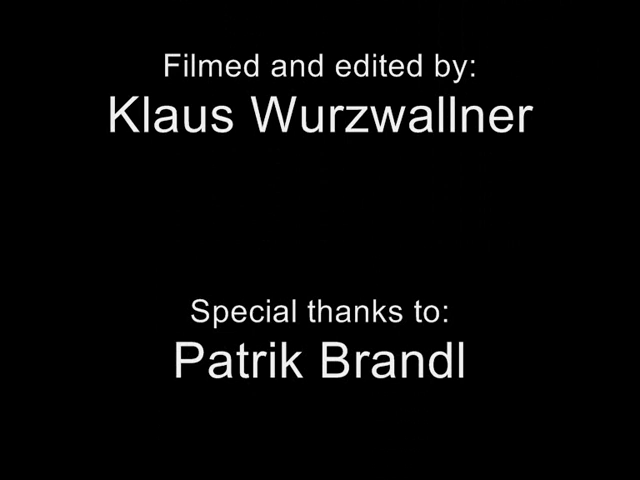 Filmed and edited by:
Klaus Wurzwallner
Special thanks to:
Patrik Brandl